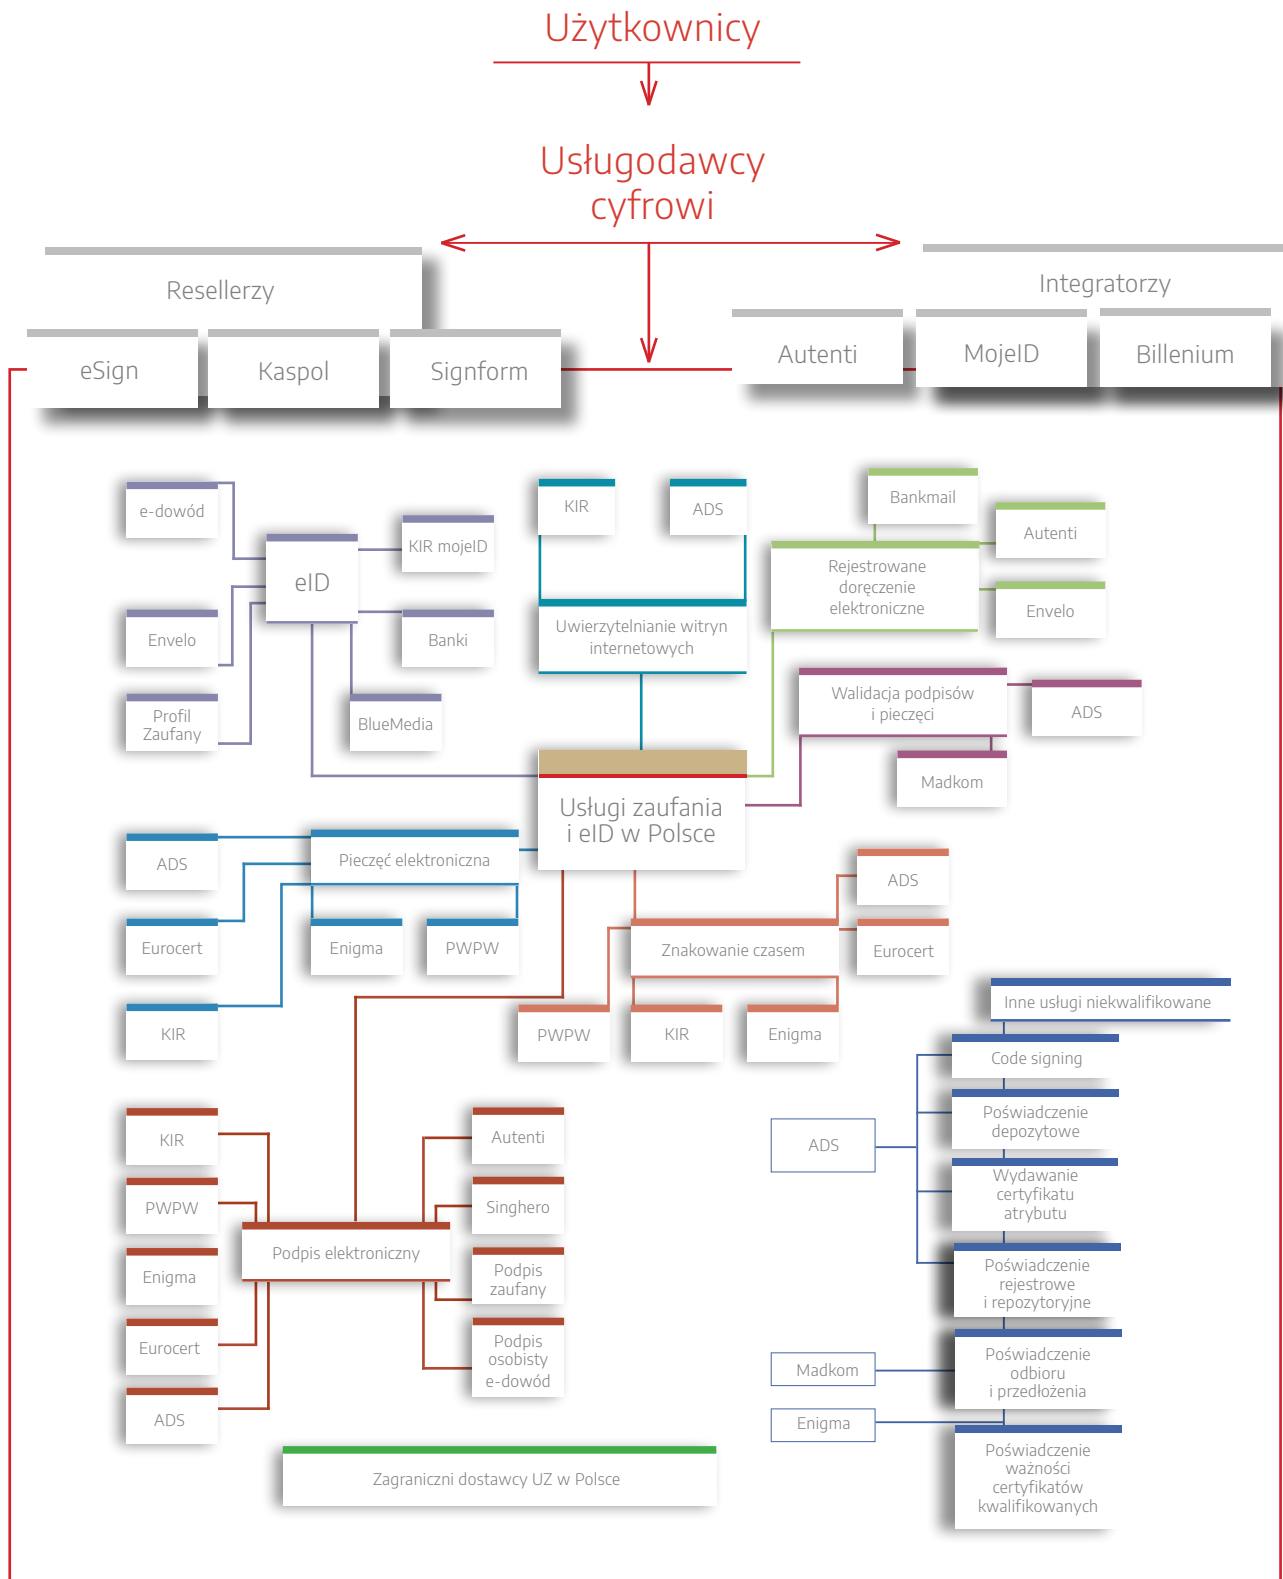 Użytkownicy
Usługodawcy
cyfrowi
Resellerzy
eSign
Kaspol
Signform
Integratorzy
Autenti
MojeID
Billenium
e-dowód
eID
KIR mojeID
Envelo
Banki
Profil
Zaufany
BlueMedia
KIR
ADS
Uwierzytelnianie witryn
internetowych
Bankmail
Rejestrowane
doręczenie
elektroniczne
Autenti
Envelo
Walidacja podpisów
i pieczęci
ADS
Madkom
Usługi zaufania
i eID w Polsce
ADS
Pieczęć elektroniczna
Eurocert
Enigma
PWPW
KIR
ADS
Znakowanie czasem
Eurocert
PWPW
KIR
Enigma
Inne usługi niekwalifikowane
Code signing
ADS
Poświadczenie
depozytowe
Wydawanie
certyfikatu
atrybutu
Poświadczenie
rejestrowe
i repozytoryjne
Madkom
Poświadczenie
odbioru
i przedłożenia
Enigma
Poświadczenie
ważności
certyfikatów
kwalifikowanych
KIR
PWPW
Enigma
Eurocert
ADS
Podpis elektroniczny
Autenti
Singhero
Podpis
zaufany
Podpis
osobisty
e-dowód
Zagraniczni dostawcy UZ w Polsce